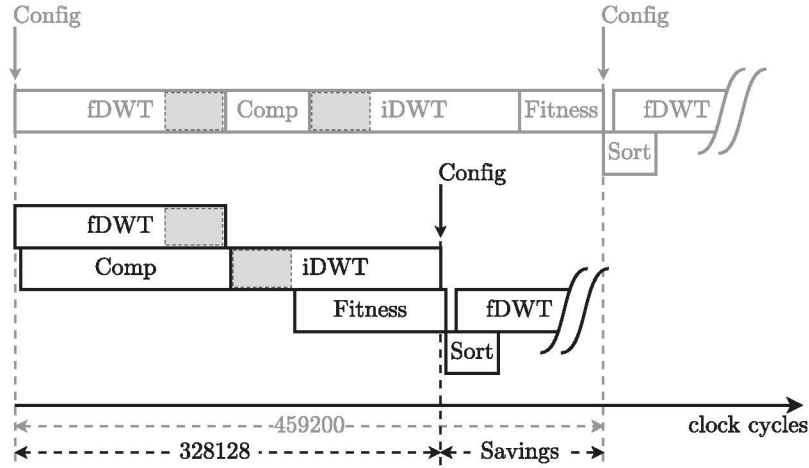 Config Config
fDWT Comp iDWT Fitness fDWT
Sort
Config
fDWT
Comp iDWT
Fitness fDWT
Sort
459200 clock cycles
328128 Savings